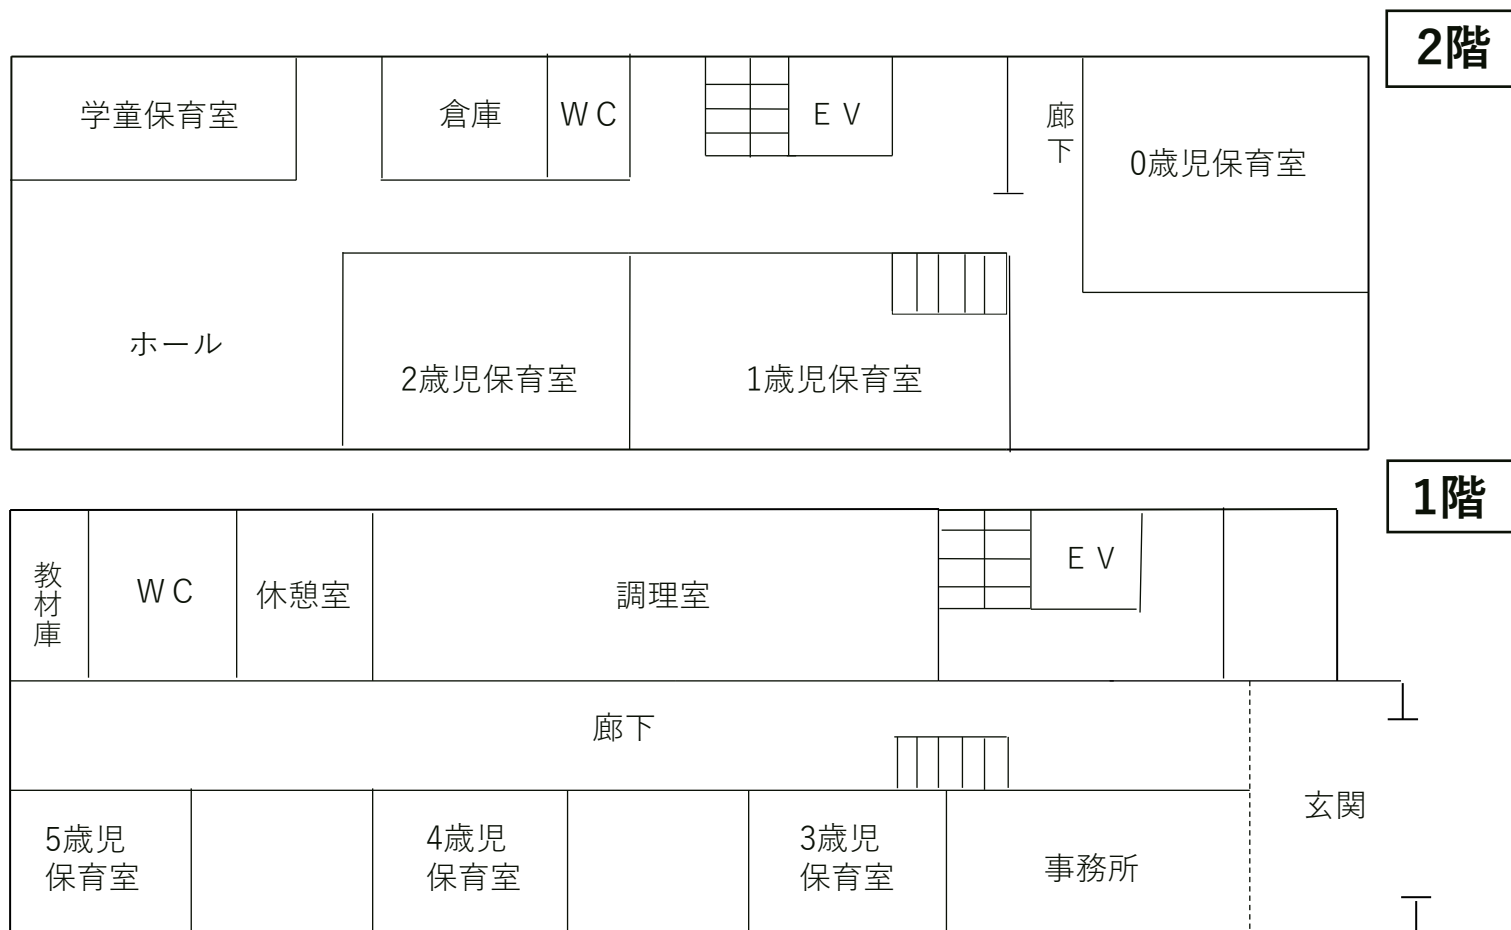 2階
学童保育室
倉庫
ＷＣ
ＥＶ
廊下
0歳児保育室
ホール
2歳児保育室
1歳児保育室
1階
教材庫
ＷＣ
休憩室
調理室
ＥＶ
廊下
玄関
5歳児
保育室
4歳児
保育室
3歳児
保育室
事務所